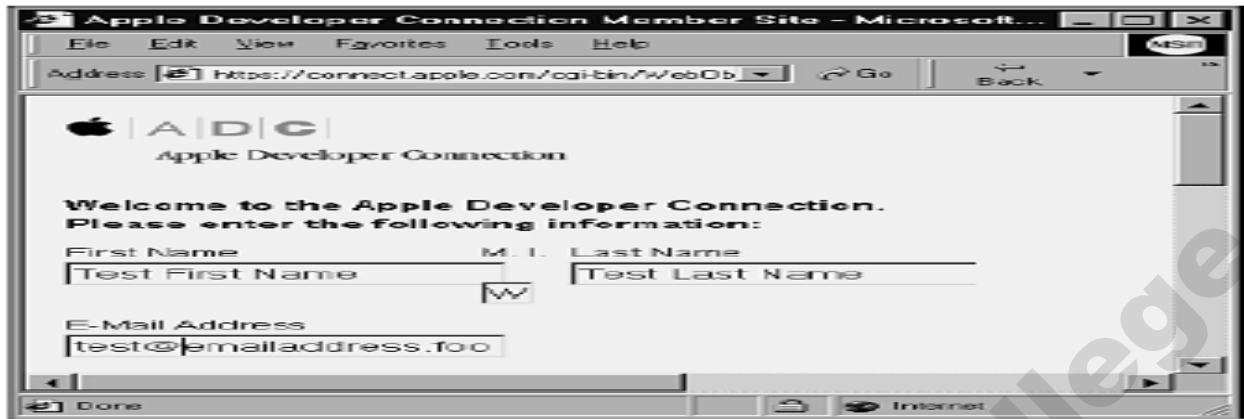 Apple Developer Connection Member Site - Microsoft...
File Edit View Favorites Tools Help
MSN
Address https://connect.apple.com/cgi-bin/WebOb Go Back
A D C
Apple Developer Connection
Welcome to the Apple Developer Connection.
Please enter the following information:
First Name M. I. Last Name
Test First Name Test Last Name
W
E-Mail Address
test@emailaddress.foo
Done Internet